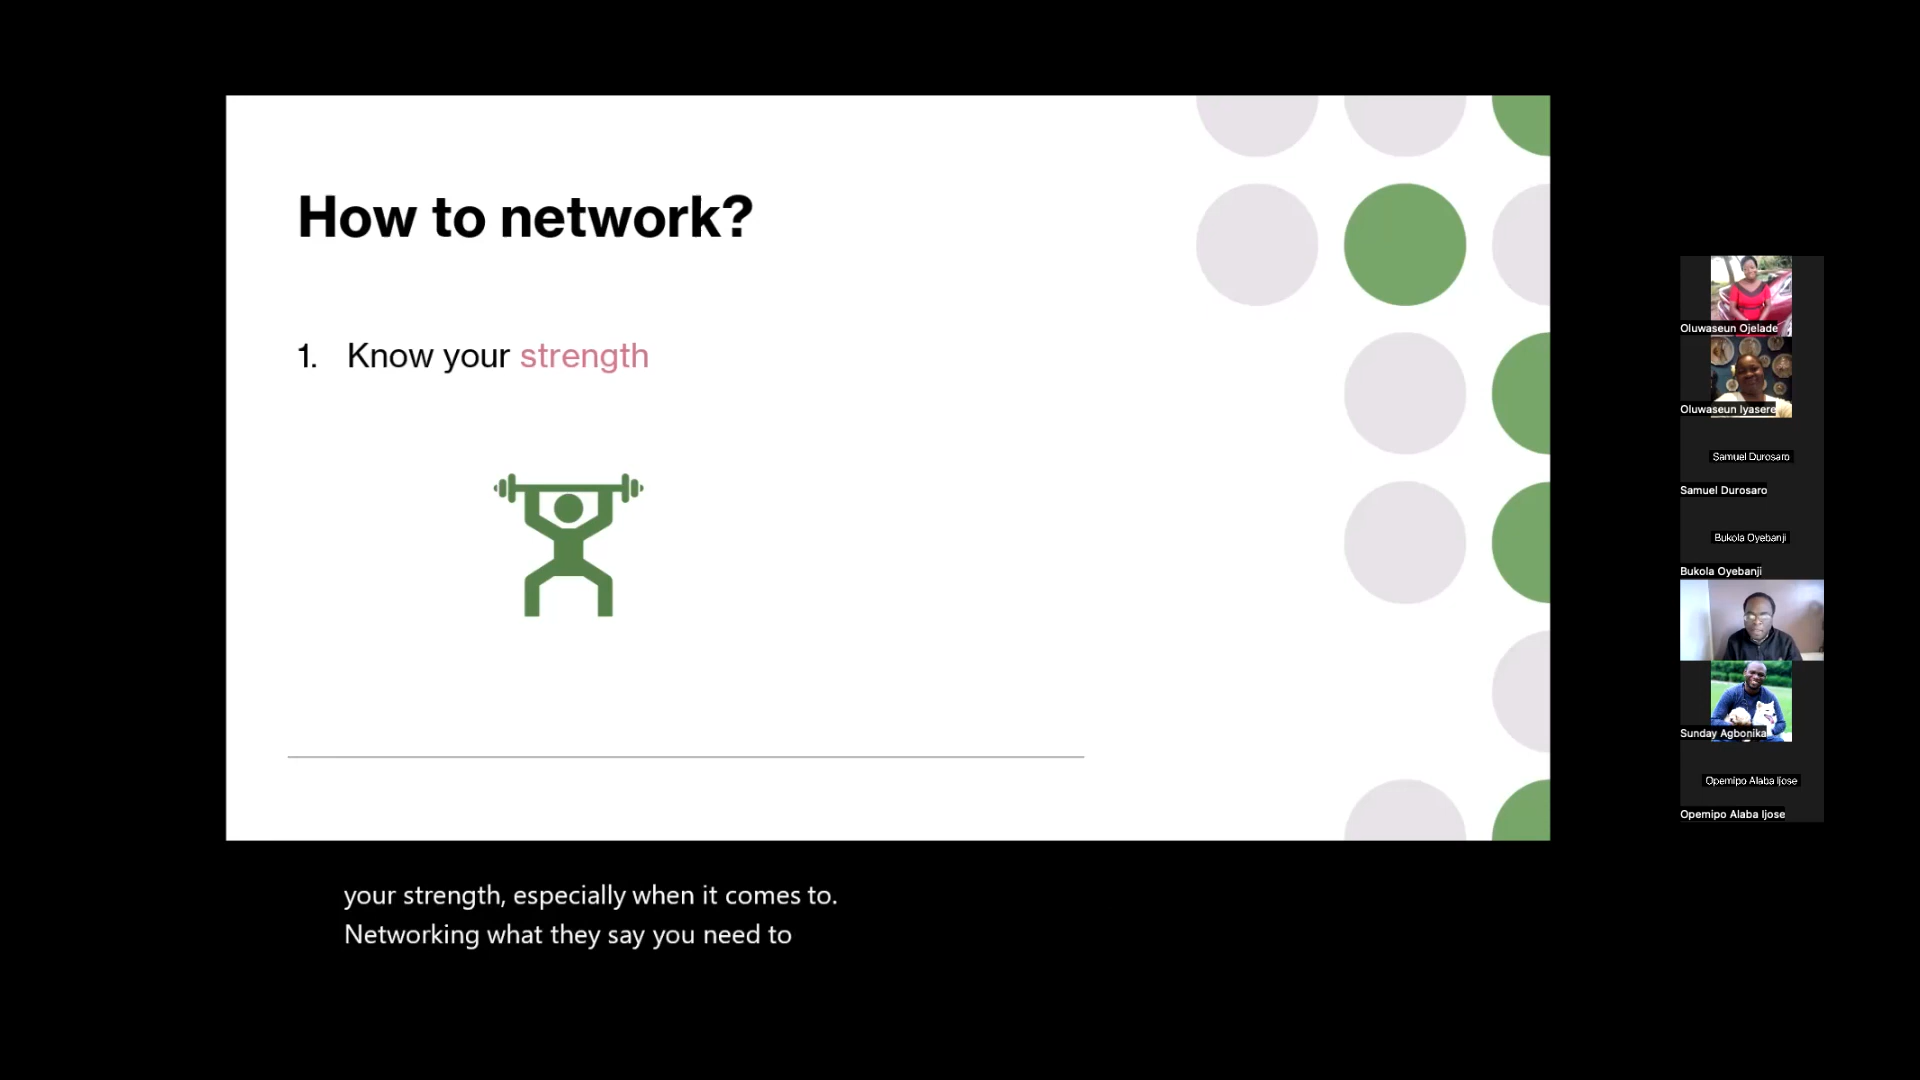 How to network?
1. Know your strength
your strength, especially when it comes to.
Networking what they say you need to
Oluwaseun Ojelade
Oluwaseun Iyasere
Samuel Durosaro
Samuel Durosaro
Bukola Oyebanji
Bukola Oyebanji
Sunday Agbonika
Opemipo Alaba Ijose
Opemipo Alaba Ijose